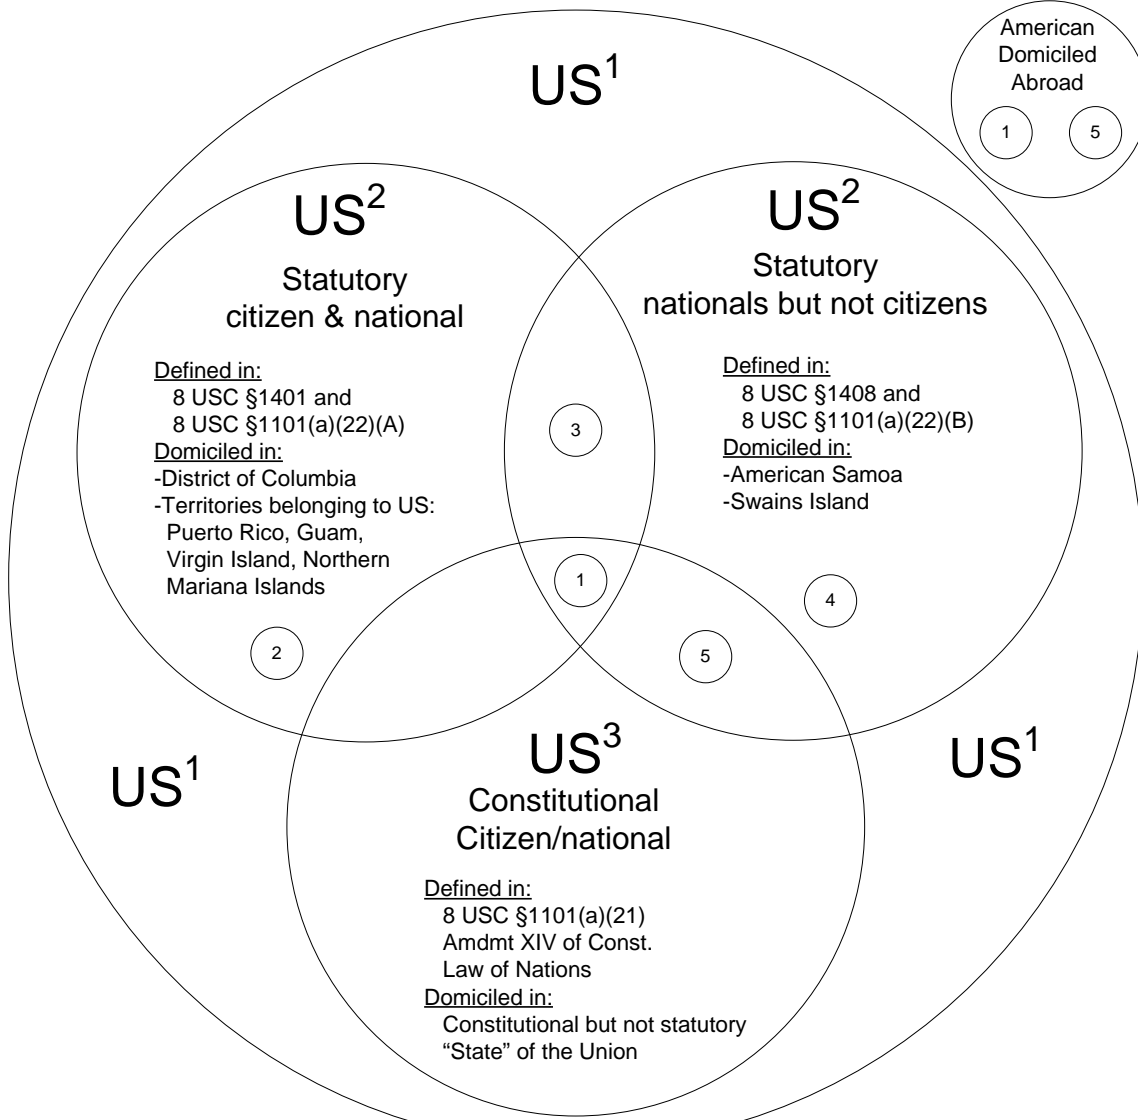 American
Domiciled
Abroad
1 5
US¹
US²
Statutory
citizen & national
Defined in:
8 USC §1401 and
8 USC §1101(a)(22)(A)
Domiciled in:
-District of Columbia
-Territories belonging to US:
Puerto Rico, Guam,
Virgin Island, Northern
Mariana Islands
2
US²
Statutory
nationals but not citizens
Defined in:
8 USC §1408 and
8 USC §1101(a)(22)(B)
Domiciled in:
-American Samoa
-Swains Island
4
3
1
5
US¹
US¹
US³
Constitutional
Citizen/national
Defined in:
8 USC §1101(a)(21)
Amdmt XIV of Const.
Law of Nations
Domiciled in:
Constitutional but not statutory
“State” of the Union